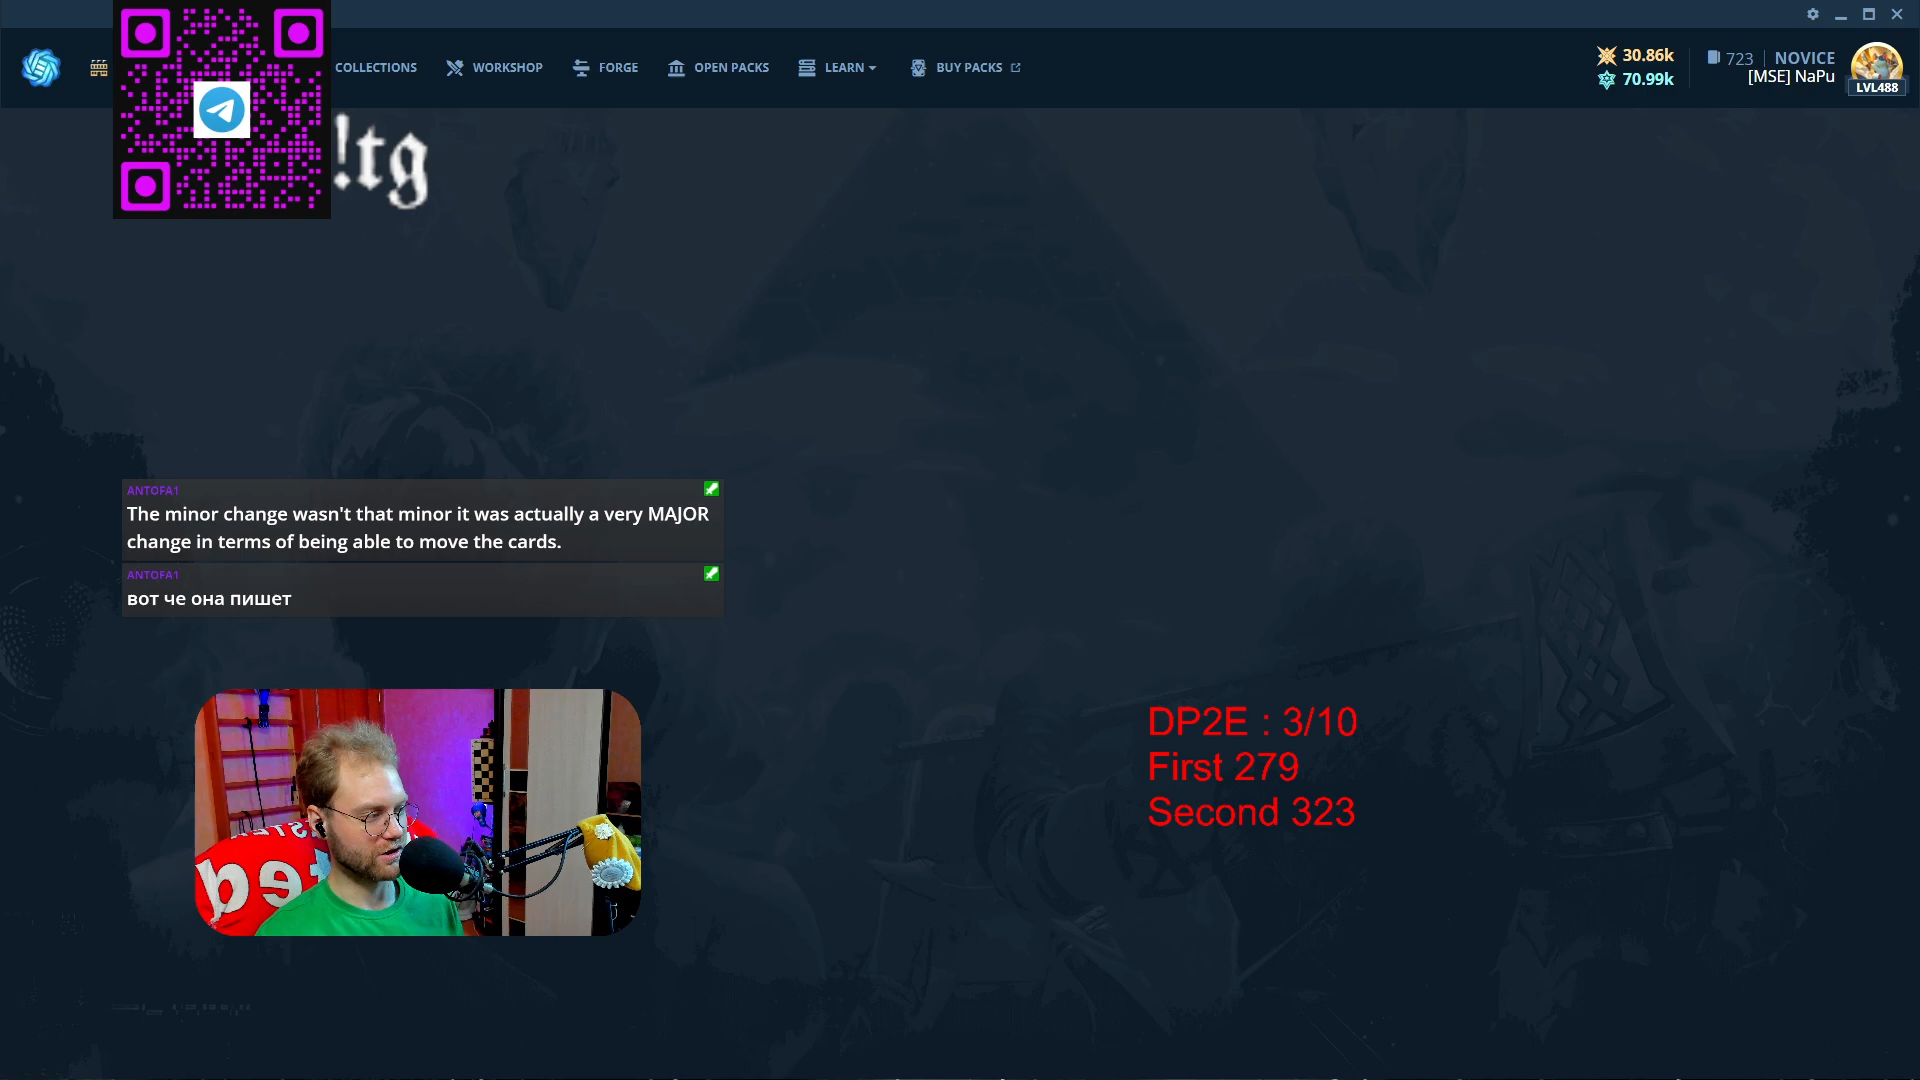 COLLECTIONS
WORKSHOP
FORGE
OPEN PACKS
LEARN
BUY PACKS
30.86k
70.99k
723
NOVICE
[MSE] NaPu
LVL488
!tg
ANTOFA1
The minor change wasn't that minor it was actually a very MAJOR
change in terms of being able to move the cards.
ANTOFA1
вот че она пишет
DP2E : 3/10
First 279
Second 323